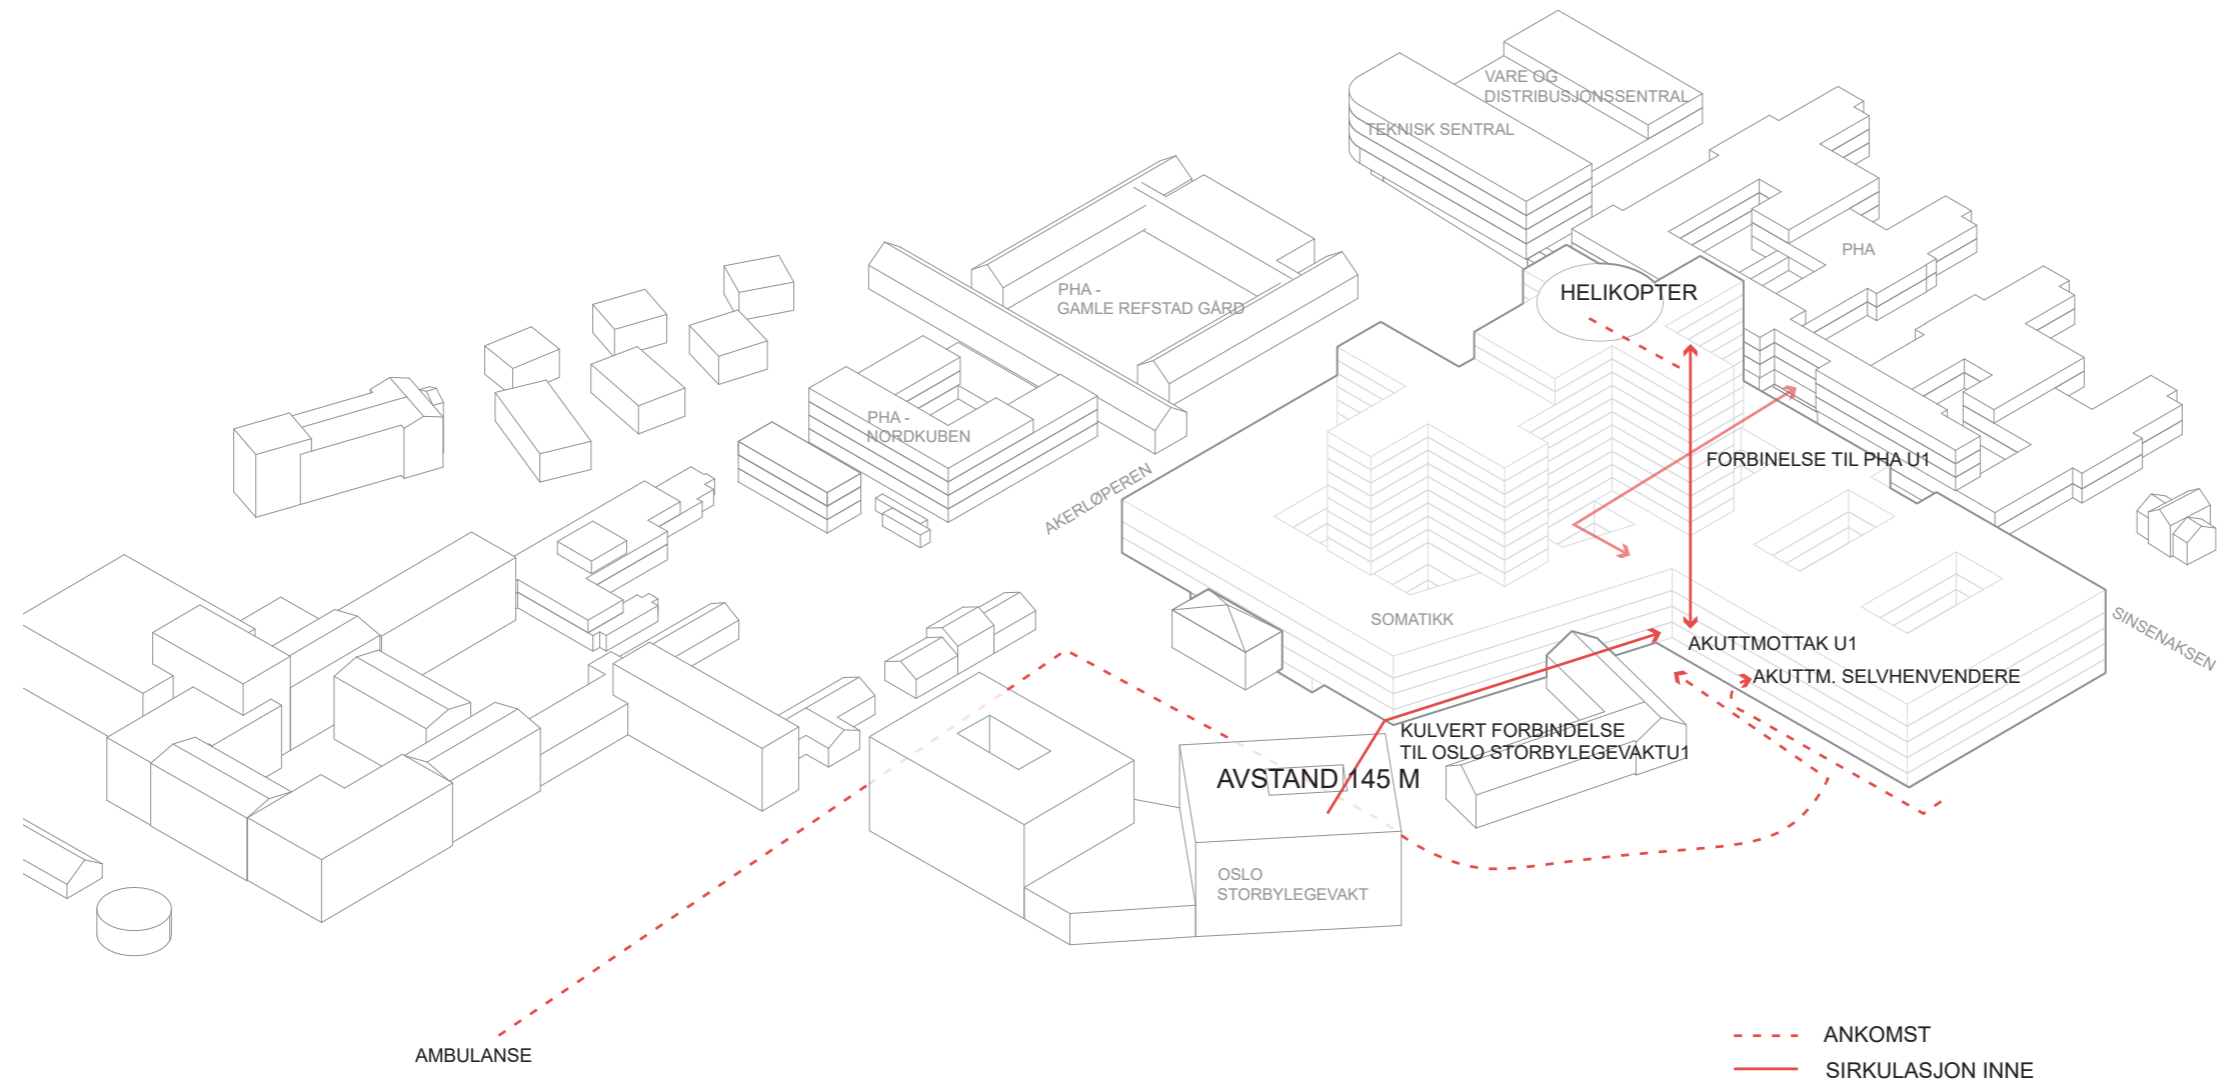 VARE OG
DISTRIBUSJONSSENTRAL
TEKNISK SENTRAL
PHA
PHA -
GAMLE REFSTAD GÅRD
HELIKOPTER
PHA -
NORDKUBEN
AKERLØPEREN
FORBINELSE TIL PHA U1
SOMATIKK
SINSENAKSEN
AKUTTMOTTAK U1
AKUTTM. SELVHENVENDERE
KULVERT FORBINDELSE
TIL OSLO STORBYLEGEVAKTU1
AVSTAND 145 M
OSLO
STORBYLEGEVAKT
AMBULANSE
ANKOMST
SIRKULASJON INNE